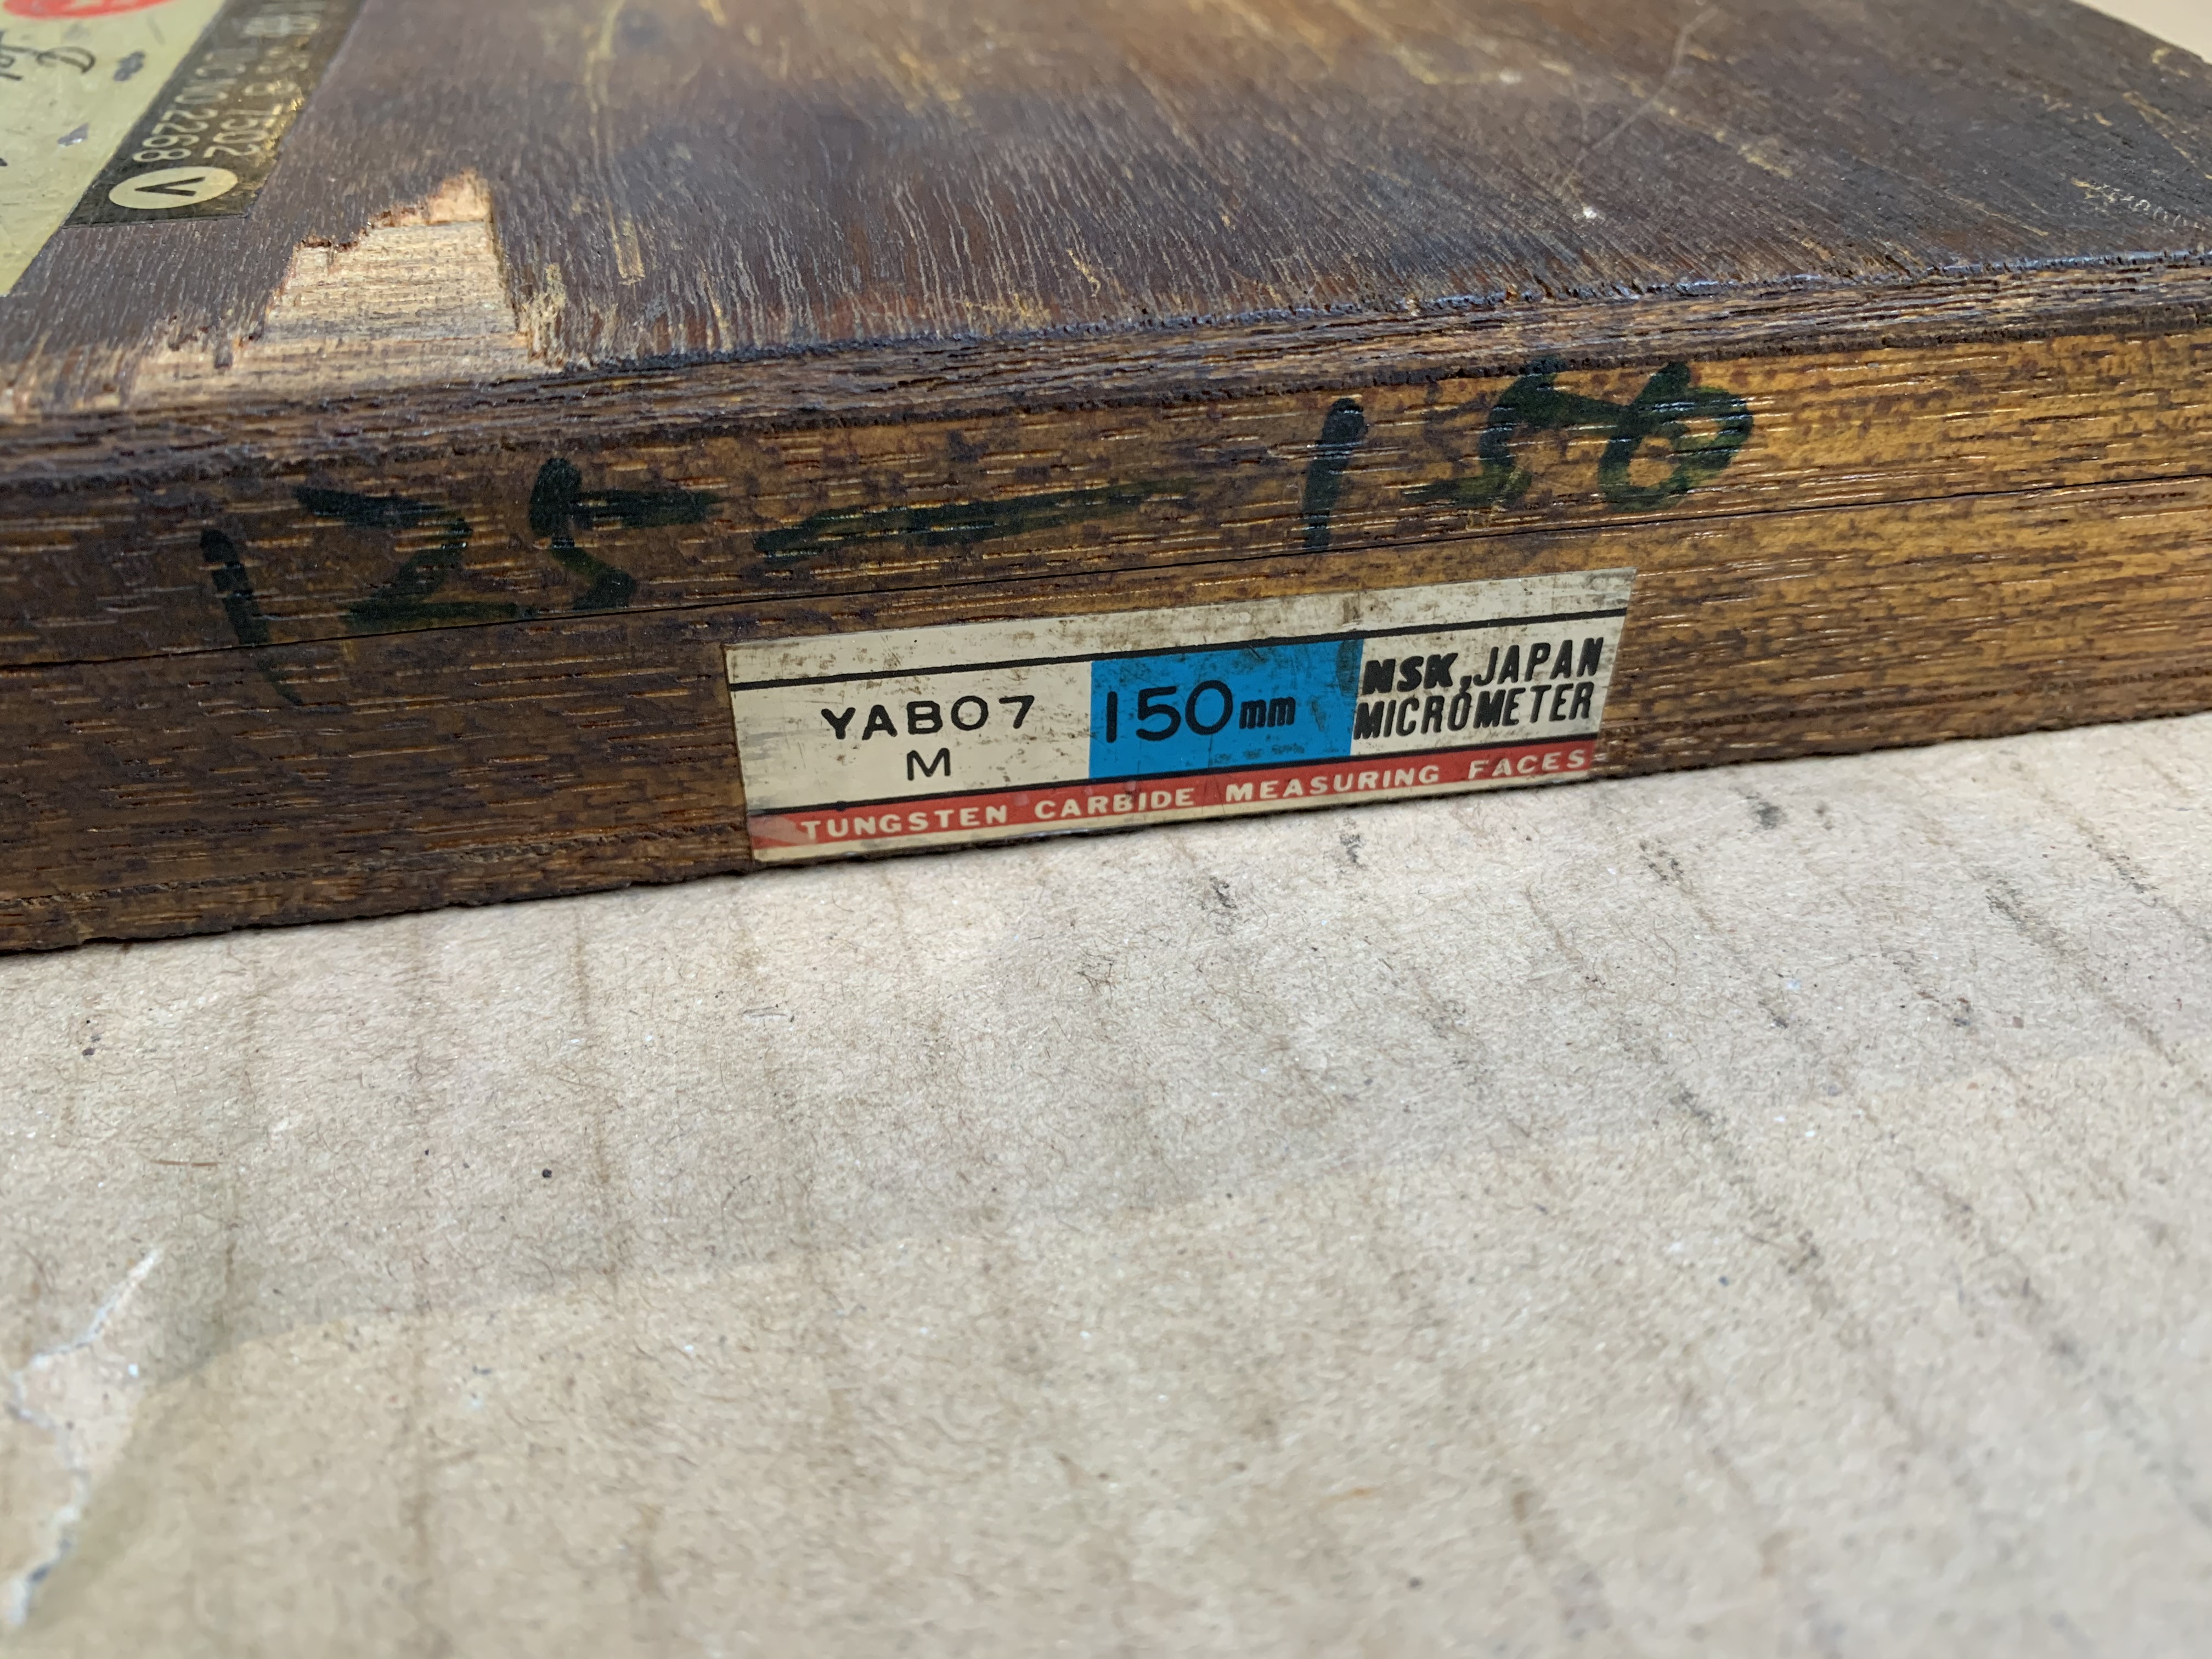 125 — 150
YAB07
M
150mm
NSK, JAPAN
MICROMETER
TUNGSTEN CARBIDE MEASURING FACES